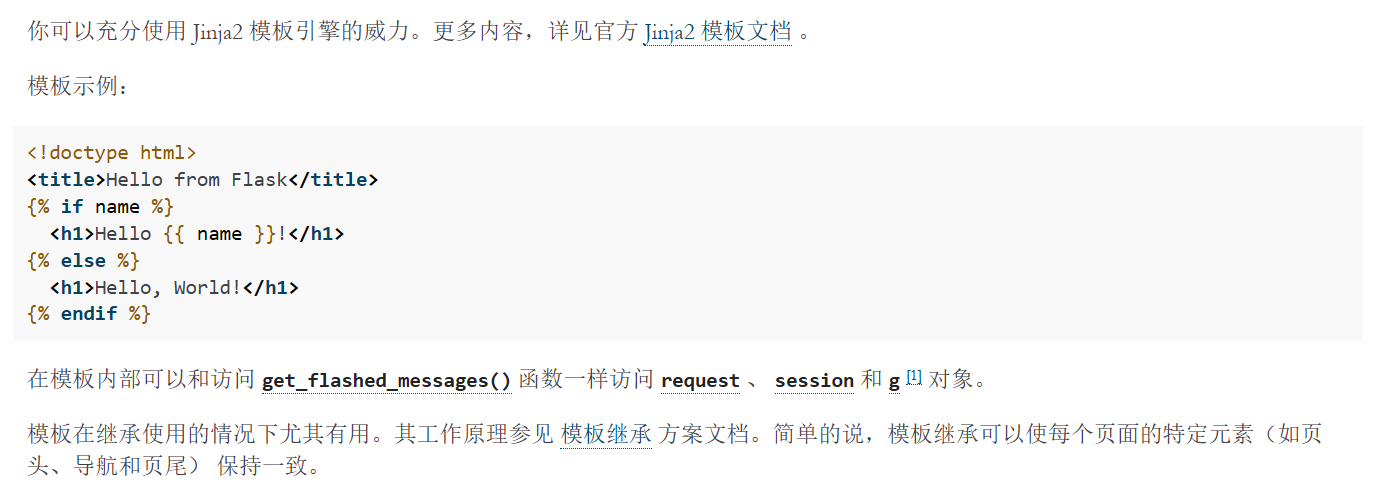 你可以充分使用 Jinja2 模板引擎的威力。更多内容，详见官方 Jinja2 模板文档 。
模板示例：
<!doctype html>
<title>Hello from Flask</title>
{% if name %}
  <h1>Hello {{ name }}!</h1>
{% else %}
  <h1>Hello, World!</h1>
{% endif %}
在模板内部可以和访问 get_flashed_messages() 函数一样访问 request 、 session 和 g [1] 对象。
模板在继承使用的情况下尤其有用。其工作原理参见 模板继承 方案文档。简单的说，模板继承可以使每个页面的特定元素（如页
头、导航和页尾） 保持一致。